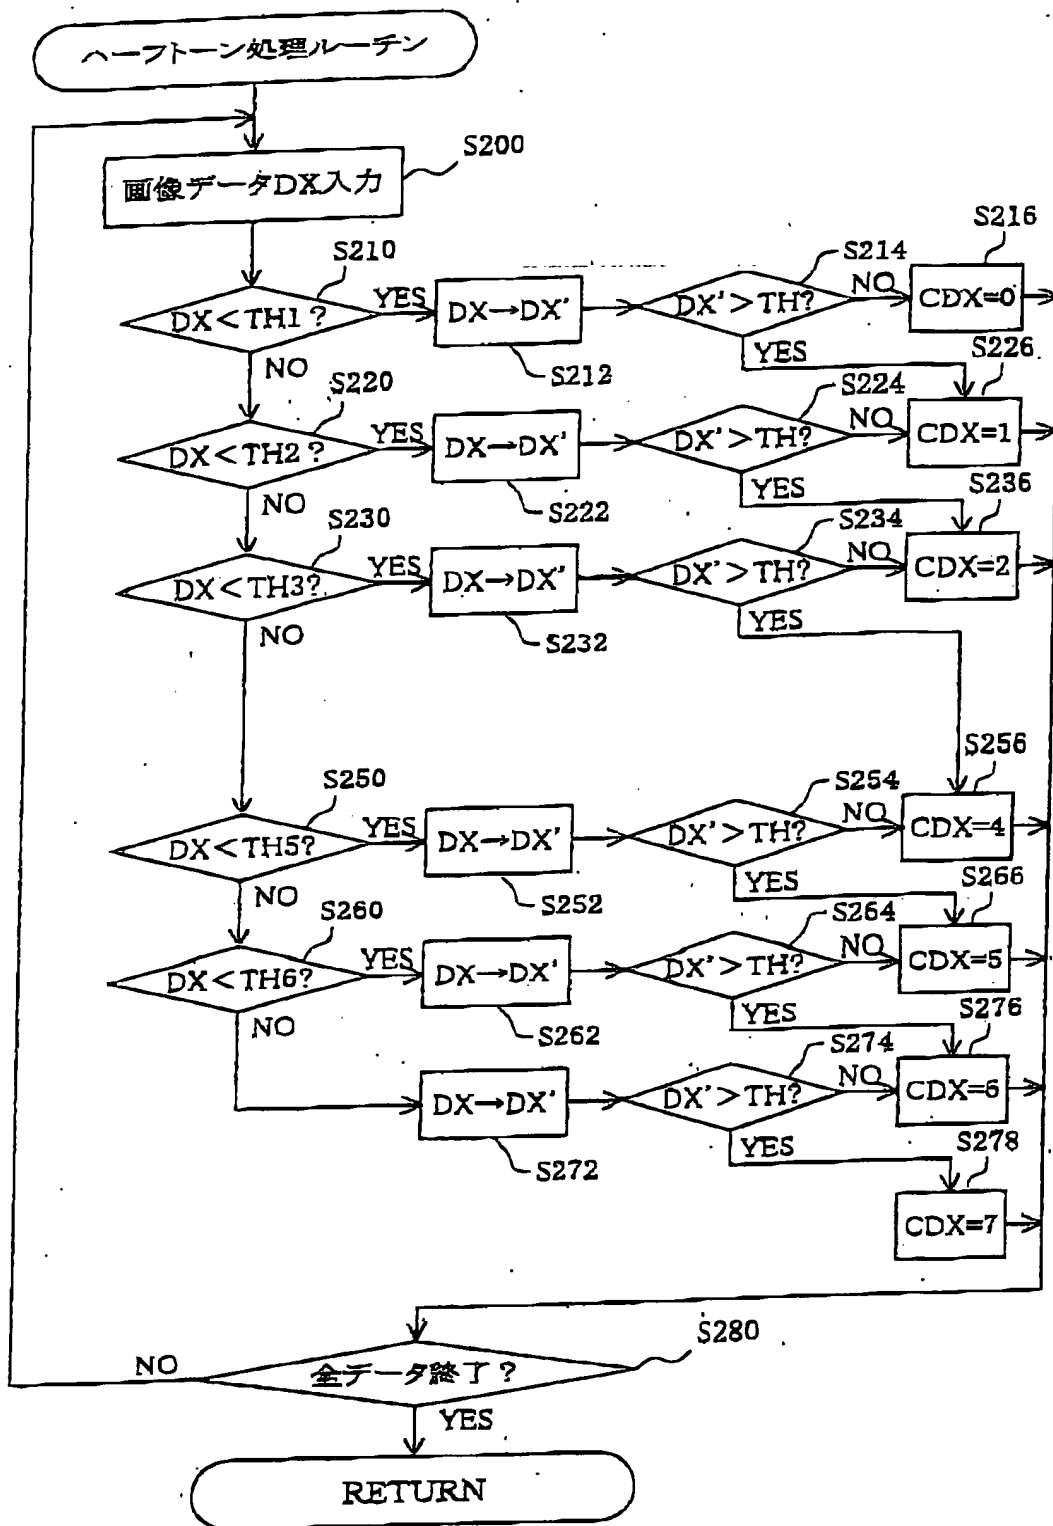 ハーフトーン処理ルーチン
S200
画像データDX入力
S210
DX<TH1?
YES
NO
DX→DX'
S212
S214
DX'>TH?
NO
YES
S216
CDX=0
S220
DX<TH2?
YES
NO
DX→DX'
S222
S224
DX'>TH?
NO
YES
S226
CDX=1
S230
DX<TH3?
YES
NO
DX→DX'
S232
S234
DX'>TH?
NO
YES
S236
CDX=2
S250
DX<TH5?
YES
NO
DX→DX'
S252
S254
DX'>TH?
NO
YES
S256
CDX=4
S260
DX<TH6?
YES
NO
DX→DX'
S262
S264
DX'>TH?
NO
YES
S266
CDX=5
DX→DX'
S272
S274
DX'>TH?
NO
YES
S276
CDX=6
S278
CDX=7
S280
全データ終了?
NO
YES
RETURN